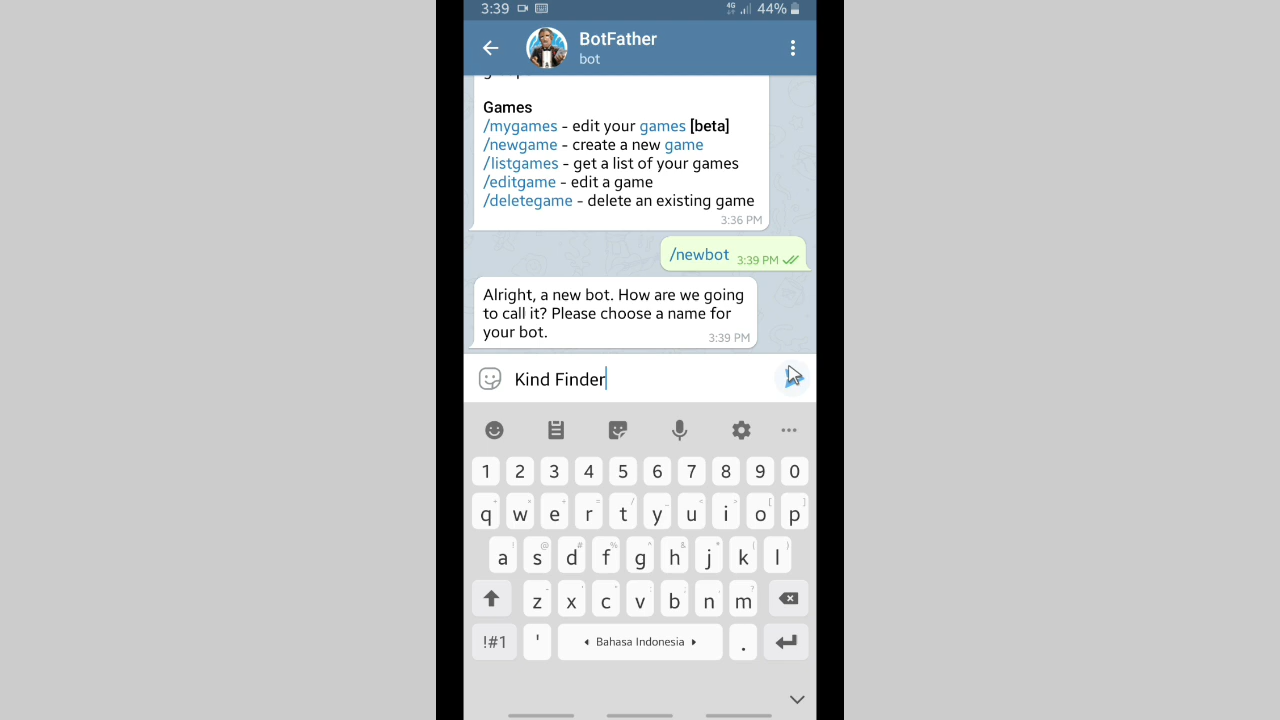 3:39 4G 44%
BotFather
bot
Games
/mygames - edit your games [beta]
/newgame - create a new game
/listgames - get a list of your games
/editgame - edit a game
/deletegame - delete an existing game
3:36 PM
/newbot 3:39 PM
Alright, a new bot. How are we going
to call it? Please choose a name for
your bot.
3:39 PM
Kind Finder
1 2 3 4 5 6 7 8 9 0
q w e r t y u i o p
a s d f g h j k l
z x c v b n m
!#1 ' Bahasa Indonesia .